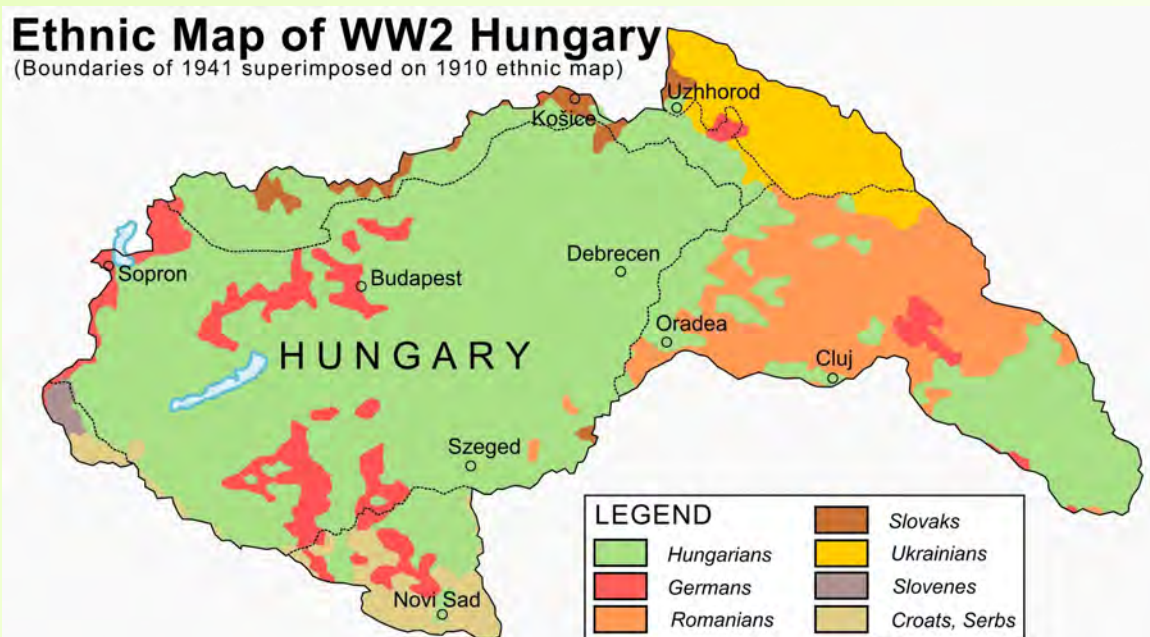 Ethnic Map of WW2 Hungary
(Boundaries of 1941 superimposed on 1910 ethnic map)
Uzhhorod
Košice
Sopron
Budapest
Debrecen
HUNGARY
Oradea
Cluj
Szeged
Novi Sad
LEGEND
Hungarians
Germans
Romanians
Slovaks
Ukrainians
Slovenes
Croats, Serbs